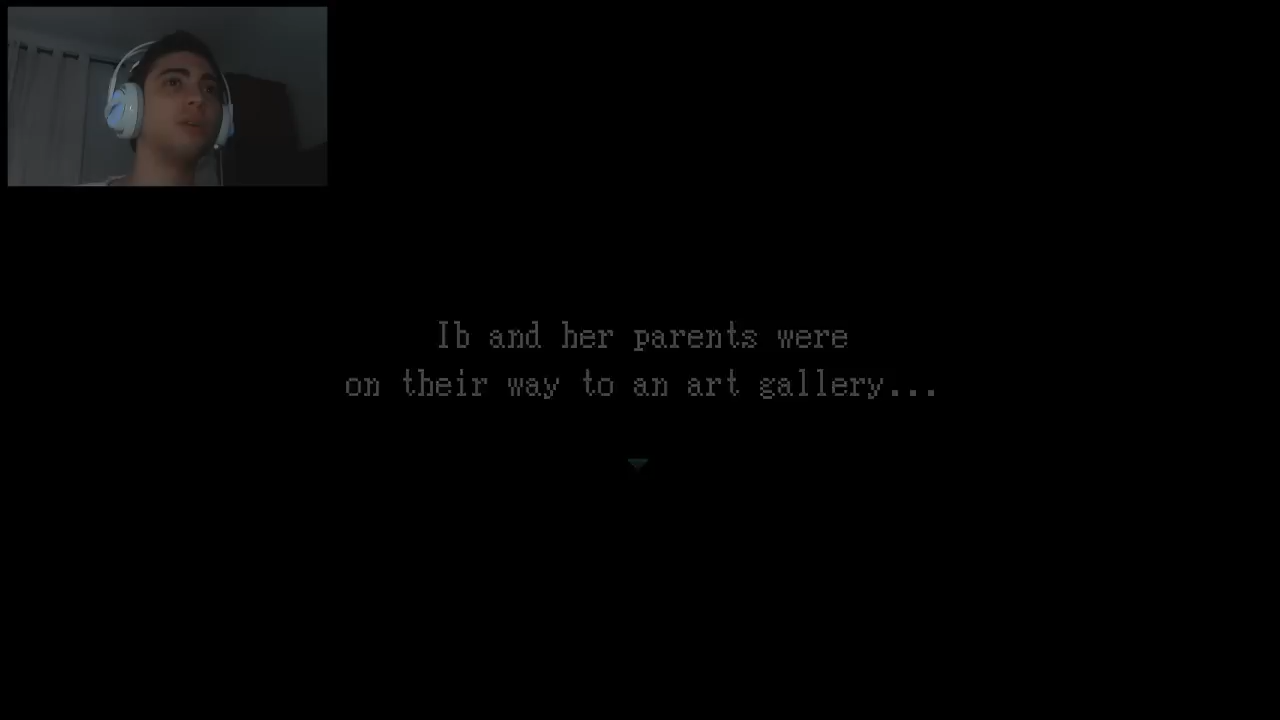 Ib and her parents were
on their way to an art gallery...